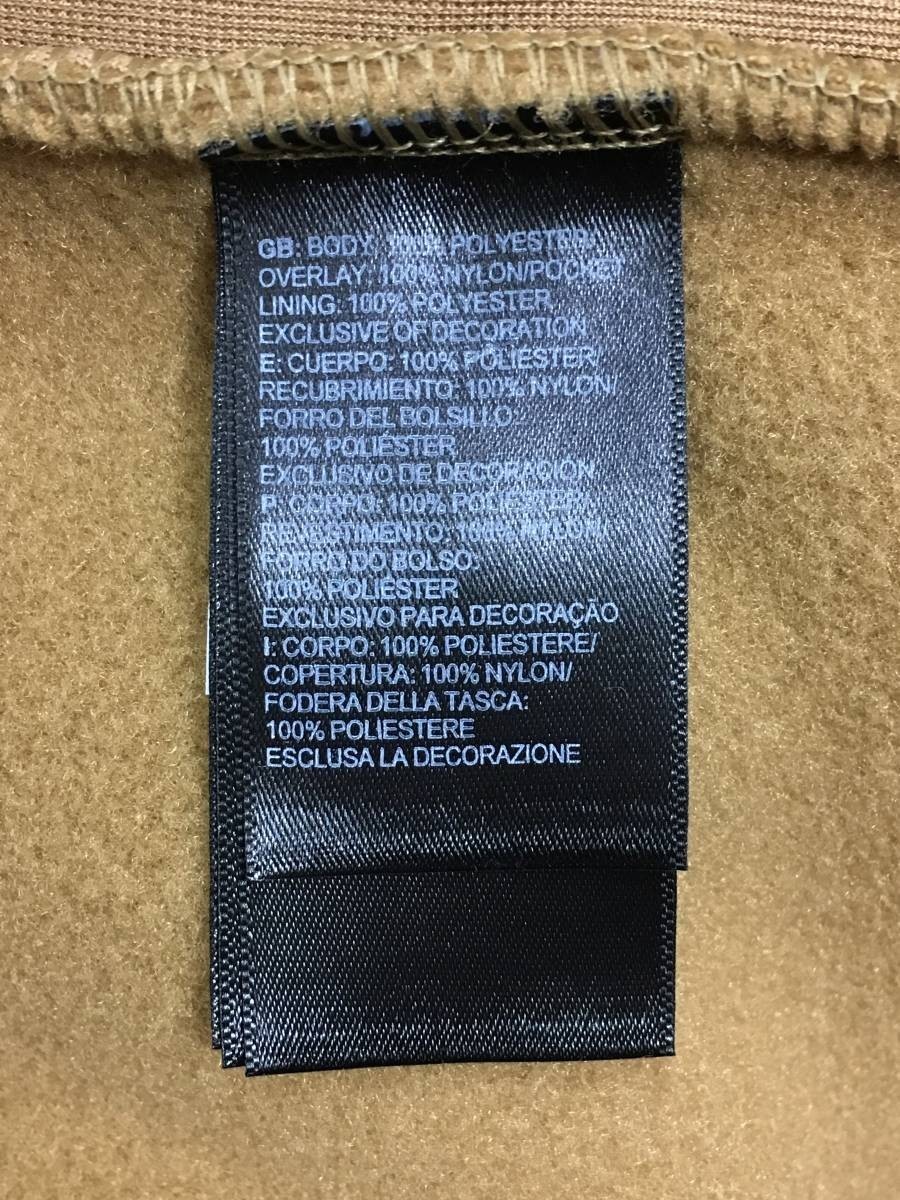 GB: BODY: 100% POLYESTER/
OVERLAY: 100% NYLON/POCKET
LINING: 100% POLYESTER
EXCLUSIVE OF DECORATION
E: CUERPO: 100% POLIESTER/
RECUBRIMIENTO: 100% NYLON/
FORRO DEL BOLSILLO:
100% POLIESTER
EXCLUSIVO DE DECORACION
P: CORPO: 100% POLIESTER/
REVESTIMENTO: 100% NYLON/
FORRO DO BOLSO:
100% POLIÉSTER
EXCLUSIVO PARA DECORAÇÃO
I: CORPO: 100% POLIESTERE/
COPERTURA: 100% NYLON/
FODERA DELLA TASCA:
100% POLIESTERE
ESCLUSA LA DECORAZIONE